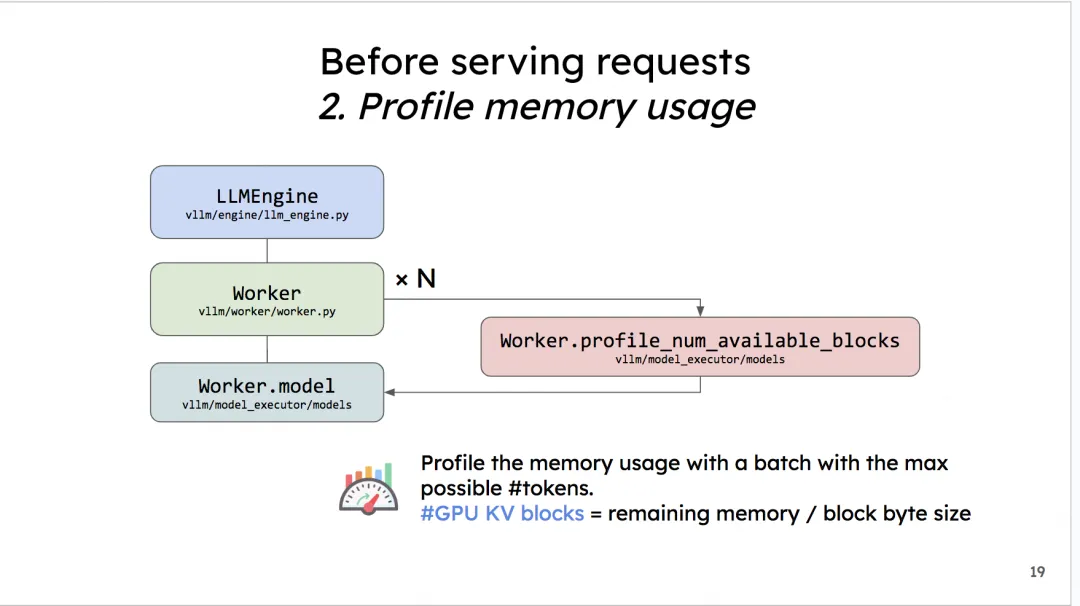 Before serving requests
2. Profile memory usage
LLMEngine
vllm/engine/llm_engine.py
Worker
vllm/worker/worker.py
× N
Worker.profile_num_available_blocks
vllm/model_executor/models
Worker.model
vllm/model_executor/models
Profile the memory usage with a batch with the max
possible #tokens.
#GPU KV blocks = remaining memory / block byte size
19